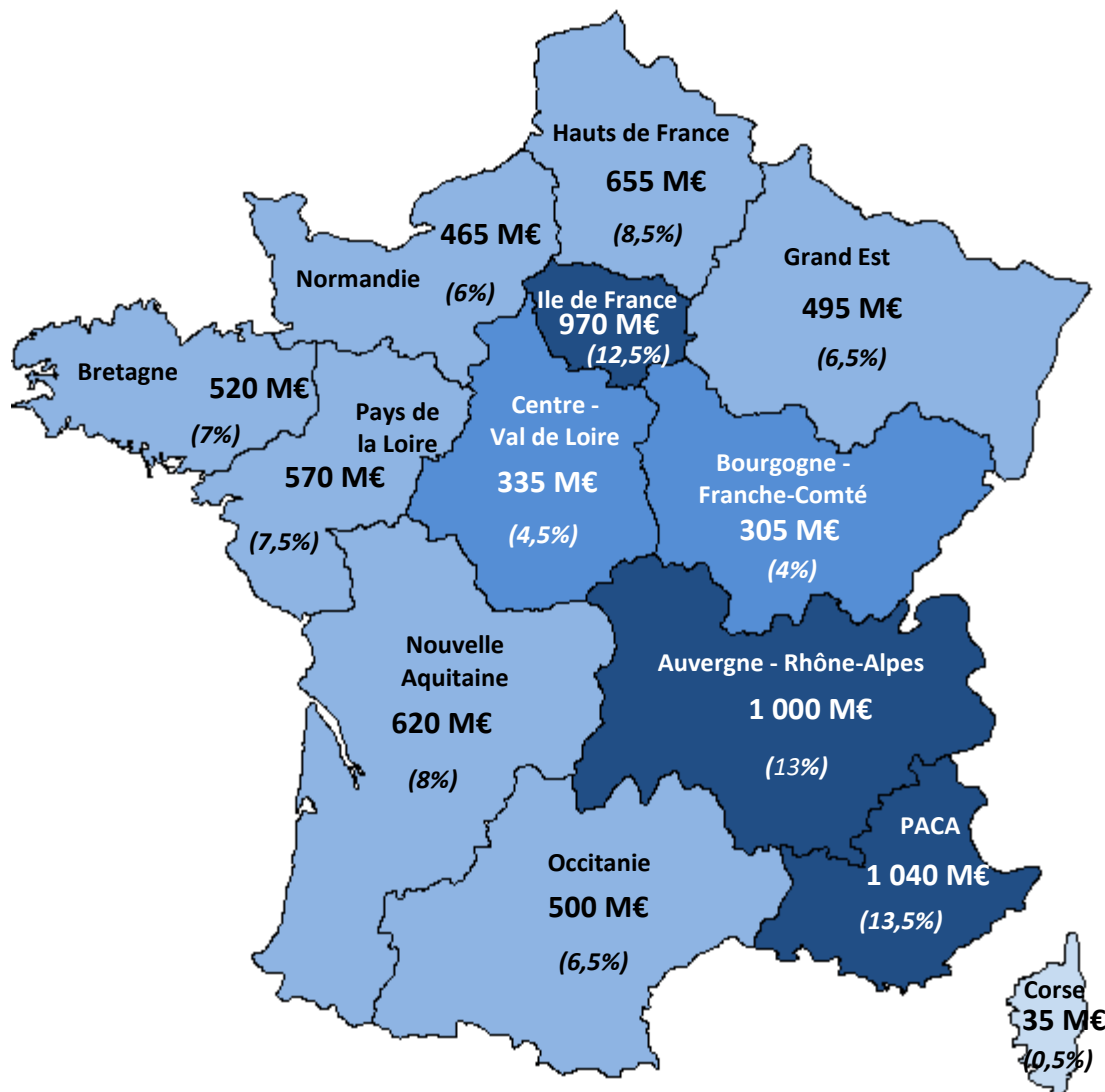 Hauts de France
655 M€
(8,5%)
465 M€
Normandie
(6%)
Grand Est
495 M€
(6,5%)
Ile de France
970 M€
(12,5%)
Bretagne
520 M€
(7%)
Pays de
la Loire
570 M€
(7,5%)
Centre -
Val de Loire
335 M€
(4,5%)
Bourgogne -
Franche-Comté
305 M€
(4%)
Nouvelle
Aquitaine
620 M€
(8%)
Auvergne - Rhône-Alpes
1 000 M€
(13%)
PACA
1 040 M€
(13,5%)
Occitanie
500 M€
(6,5%)
Corse
35 M€
(0,5%)